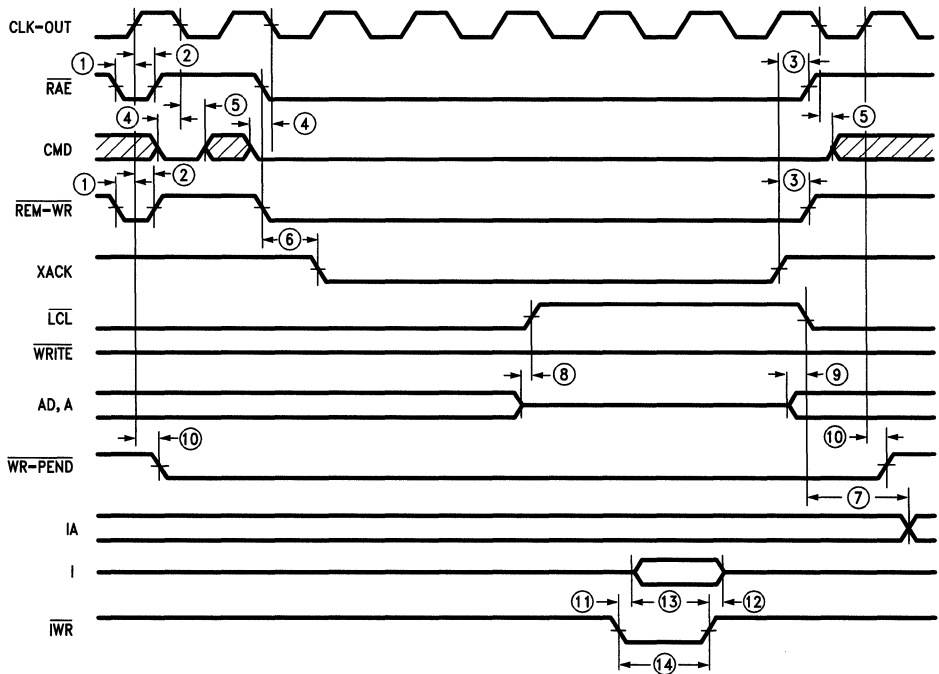 CLK-OUT
① ② ③
RAE
④ ⑤ ④ ⑤
CMD
① ② ③
REM-WR
⑥
XACK
LCL
WRITE
⑧ ⑨
AD, A
⑩ ⑩
WR-PEND
⑦
IA
I
⑪ ⑬ ⑫
IWR
⑭